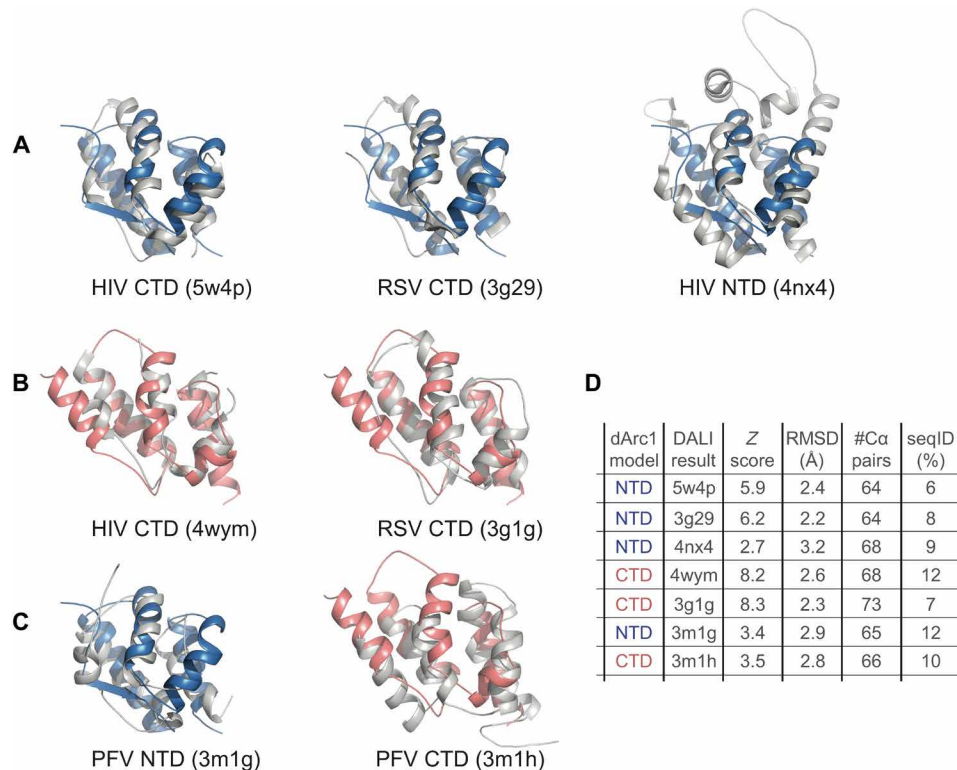 A
HIV CTD (5w4p)
RSV CTD (3g29)
HIV NTD (4nx4)
B
HIV CTD (4wym)
RSV CTD (3g1g)
C
PFV NTD (3m1g)
PFV CTD (3m1h)
D
dArc1 model DALI result Z score RMSD (Å) #Cα pairs seqID (%)
NTD 5w4p 5.9 2.4 64 6
NTD 3g29 6.2 2.2 64 8
NTD 4nx4 2.7 3.2 68 9
CTD 4wym 8.2 2.6 68 12
CTD 3g1g 8.3 2.3 73 7
NTD 3m1g 3.4 2.9 65 12
CTD 3m1h 3.5 2.8 66 10